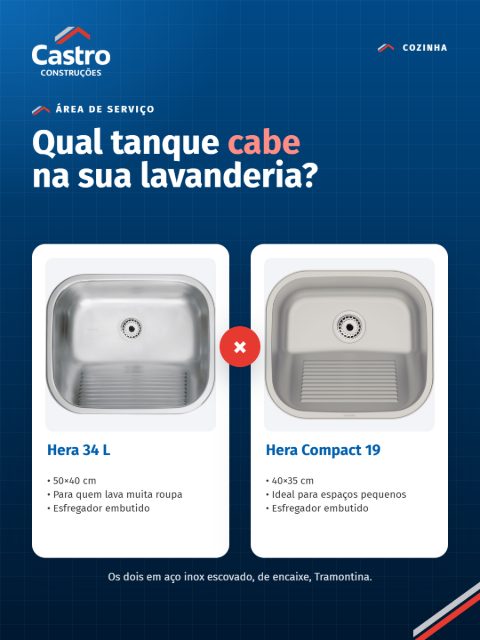 Castro
CONSTRUÇÕES
COZINHA
ÁREA DE SERVIÇO
Qual tanque cabe
na sua lavanderia?
×
Hera 34 L
• 50×40 cm
• Para quem lava muita roupa
• Esfregador embutido
Hera Compact 19
• 40×35 cm
• Ideal para espaços pequenos
• Esfregador embutido
Os dois em aço inox escovado, de encaixe, Tramontina.